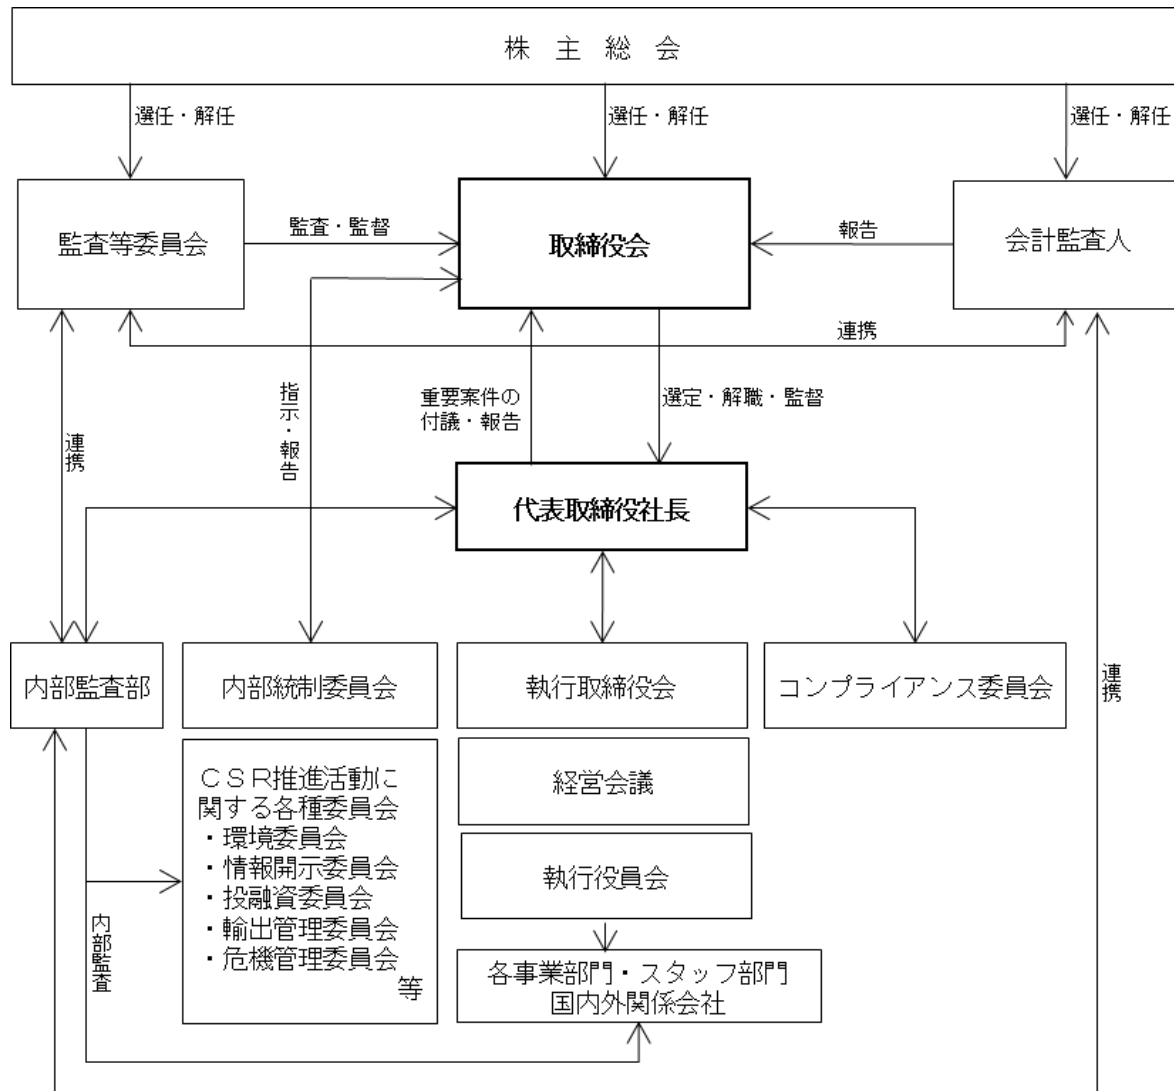 株主総会
選任・解任
選任・解任
選任・解任
監査等委員会
監査・監督
取締役会
報告
会計監査人
連携
指示・報告
重要案件の
付議・報告
選定・解職・監督
連携
代表取締役社長
内部監査部
内部統制委員会
執行取締役会
コンプライアンス委員会
連携
CSR推進活動に
関する各種委員会
・環境委員会
・情報開示委員会
・投融資委員会
・輸出管理委員会
・危機管理委員会
等
経営会議
執行役員会
内部監査
各事業部門・スタッフ部門
国内外関係会社